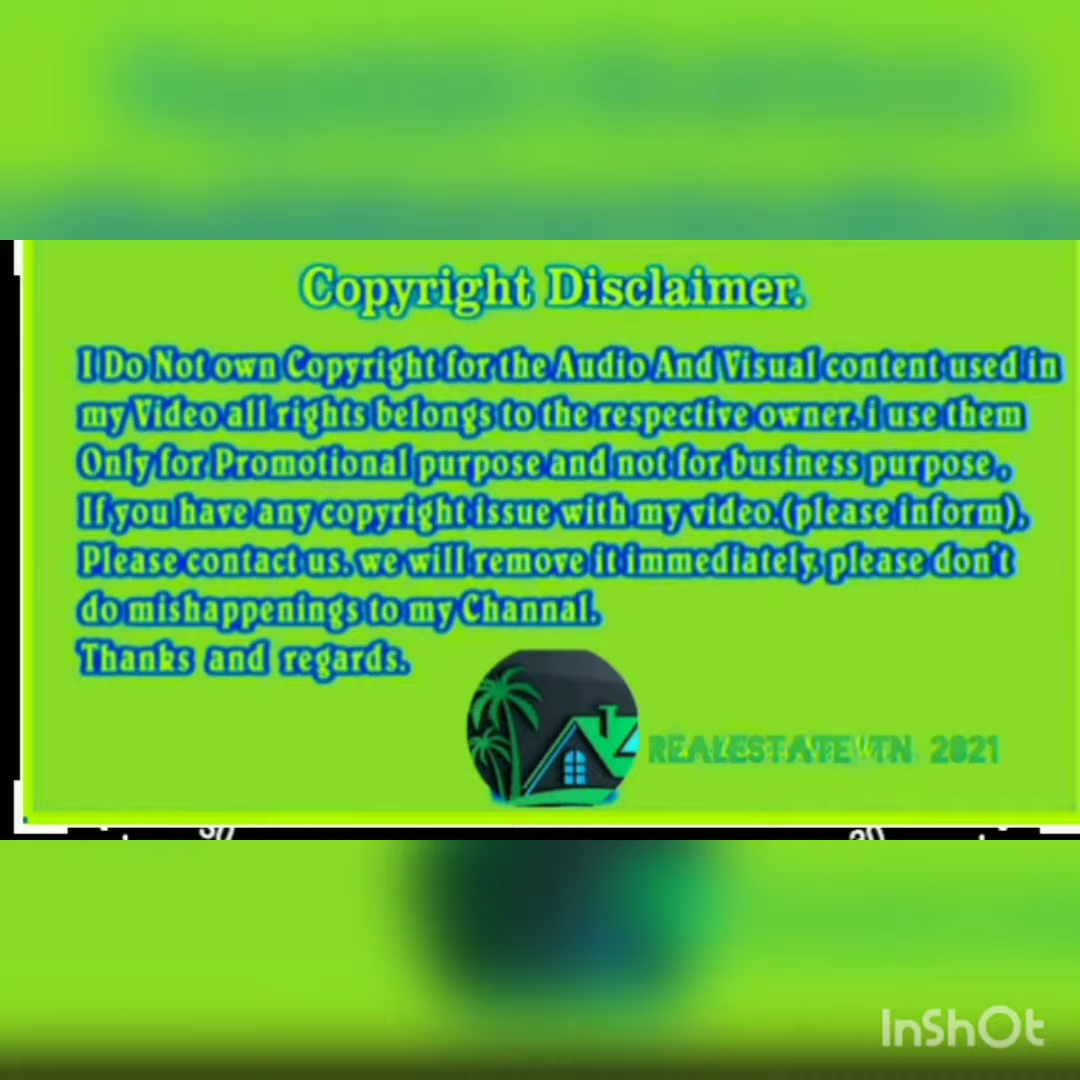 Copyright Disclaimer.
I Do Not own Copyright for the Audio And Visual content used in
my Video all rights belongs to the respective owner. i use them
Only for Promotional purpose and not for business purpose ,
If you have any copyright issue with my video.(please inform),
Please contact us. we will remove it immediately, please don't
do mishappenings to my Channal.
Thanks and regards.
REALESTATE TN 2021
InShOt